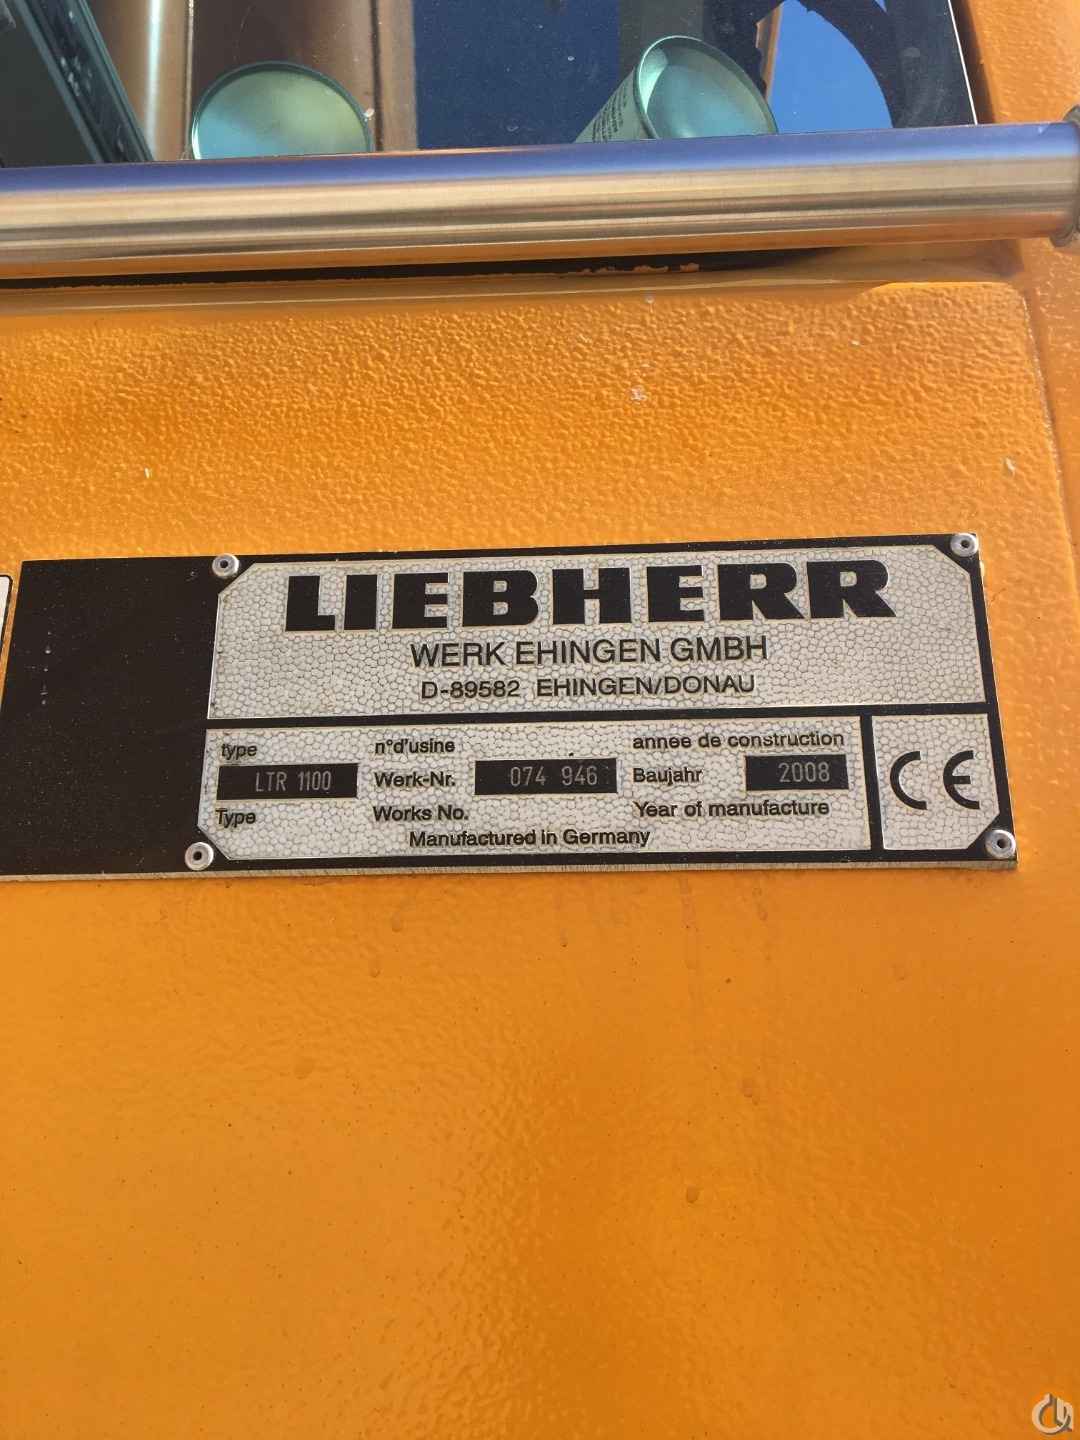 LIEBHERR
WERK EHINGEN GMBH
D-89582 EHINGEN/DONAU
type n°d'usine annee de construction
LTR 1100 Werk-Nr. 074 946 Baujahr 2008
Type Works No. Year of manufacture
Manufactured in Germany
CE